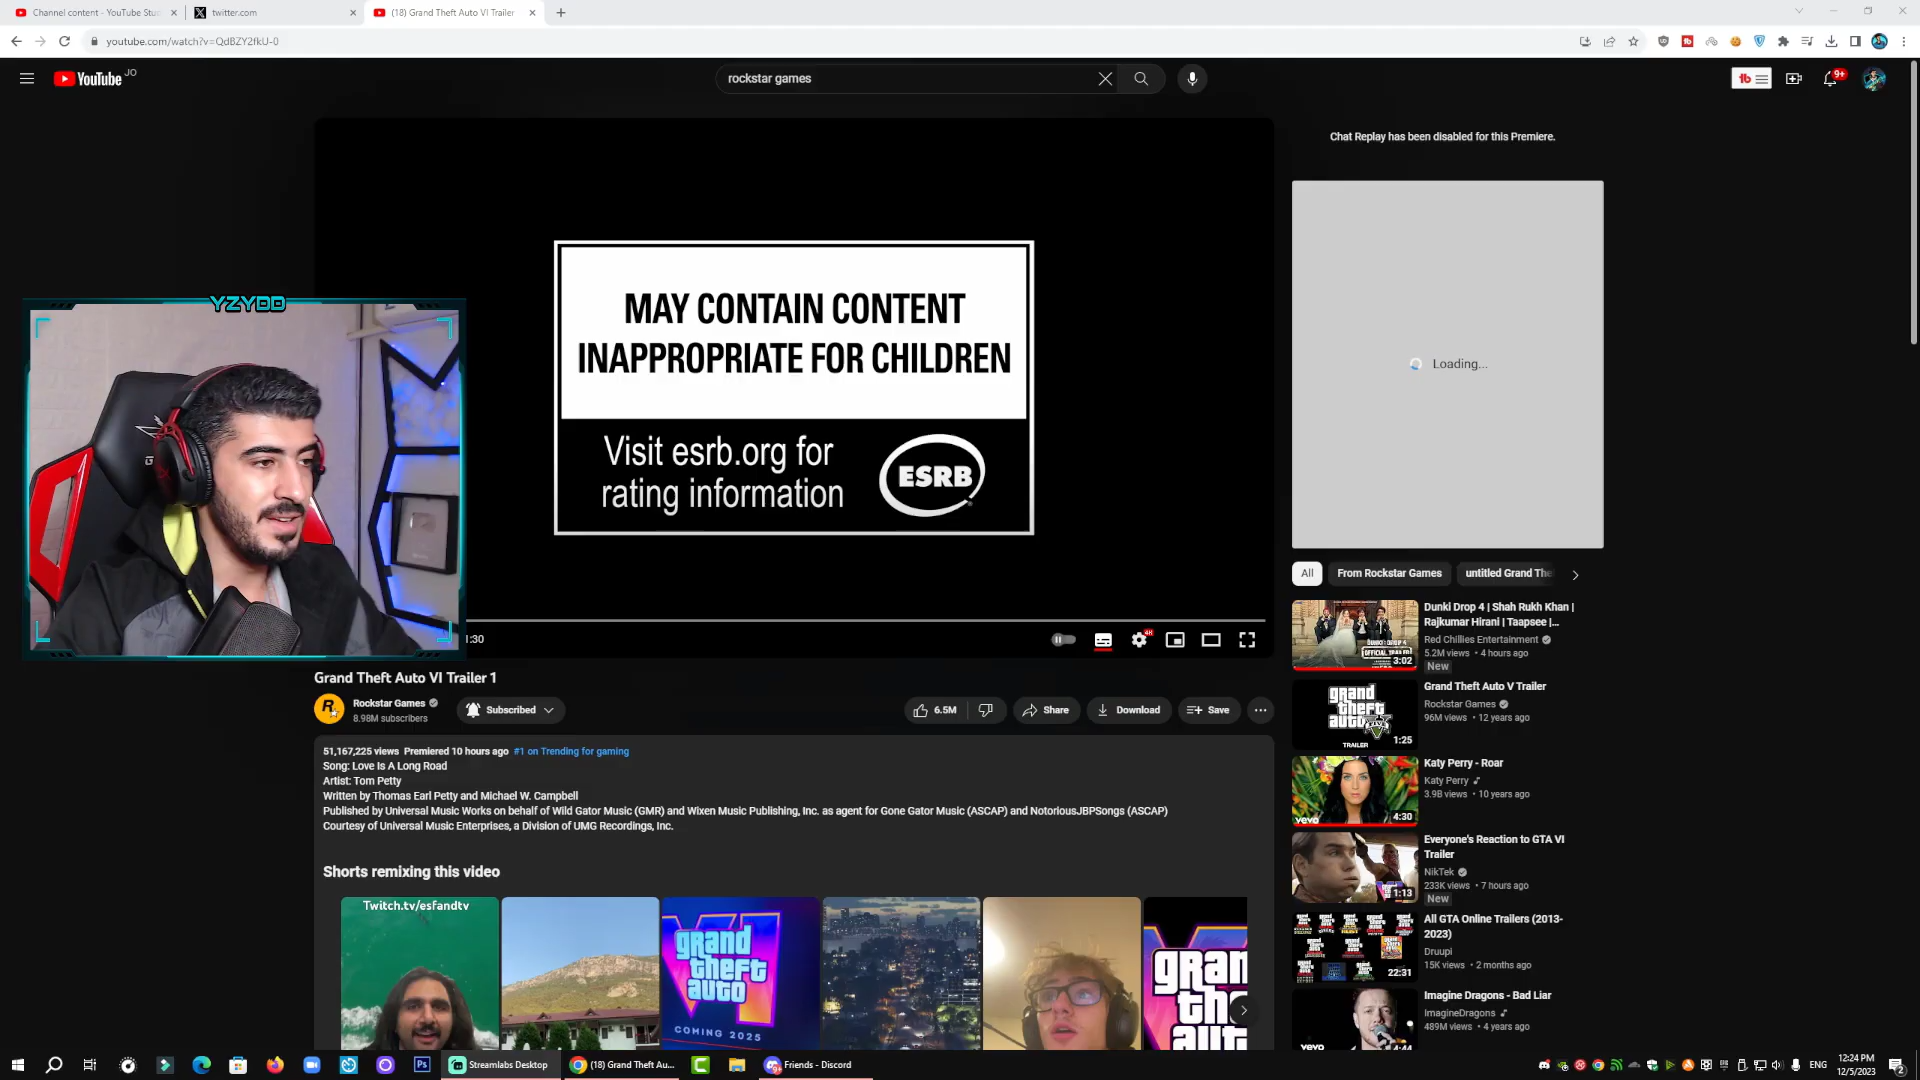 Channel content - YouTube Stu
twitter.com
(18) Grand Theft Auto VI Trailer
youtube.com/watch?v=QdBZY2fkU-0
YouTube JO
rockstar games
9+
Chat Replay has been disabled for this Premiere.
MAY CONTAIN CONTENT
INAPPROPRIATE FOR CHILDREN
Visit esrb.org for
rating information
ESRB
YZYDD
Loading...
1:30
All
From Rockstar Games
untitled Grand The
Grand Theft Auto VI Trailer 1
Rockstar Games
8.98M subscribers
Subscribed
6.5M
Share
Download
Save
51,167,225 views Premiered 10 hours ago #1 on Trending for gaming
Song: Love Is A Long Road
Artist: Tom Petty
Written by Thomas Earl Petty and Michael W. Campbell
Published by Universal Music Works on behalf of Wild Gator Music (GMR) and Wixen Music Publishing, Inc. as agent for Gone Gator Music (ASCAP) and NotoriousJBPSongs (ASCAP)
Courtesy of Universal Music Enterprises, a Division of UMG Recordings, Inc.
Shorts remixing this video
Twitch.tv/esfandtv
grand
theft
auto
VI
COMING 2025
Dunki Drop 4 | Shah Rukh Khan |
Rajkumar Hirani | Taapsee |...
Red Chillies Entertainment
5.2M views • 4 hours ago
New
3:02
Grand Theft Auto V Trailer
Rockstar Games
96M views • 12 years ago
grand
theft
auto
TRAILER
1:25
Katy Perry - Roar
Katy Perry
3.9B views • 10 years ago
vevo
4:30
Everyone's Reaction to GTA VI
Trailer
NikTek
233K views • 7 hours ago
New
1:13
All GTA Online Trailers (2013-
2023)
Druupi
15K views • 2 months ago
22:31
Imagine Dragons - Bad Liar
ImagineDragons
489M views • 4 years ago
vevo
4:44
Streamlabs Desktop
(18) Grand Theft Au...
Friends - Discord
ENG
12:24 PM
12/5/2023